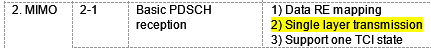 2. MIMO 2-1 Basic PDSCH 1) Data RE mapping
reception 2) Single layer transmission
3) Support one TCI state